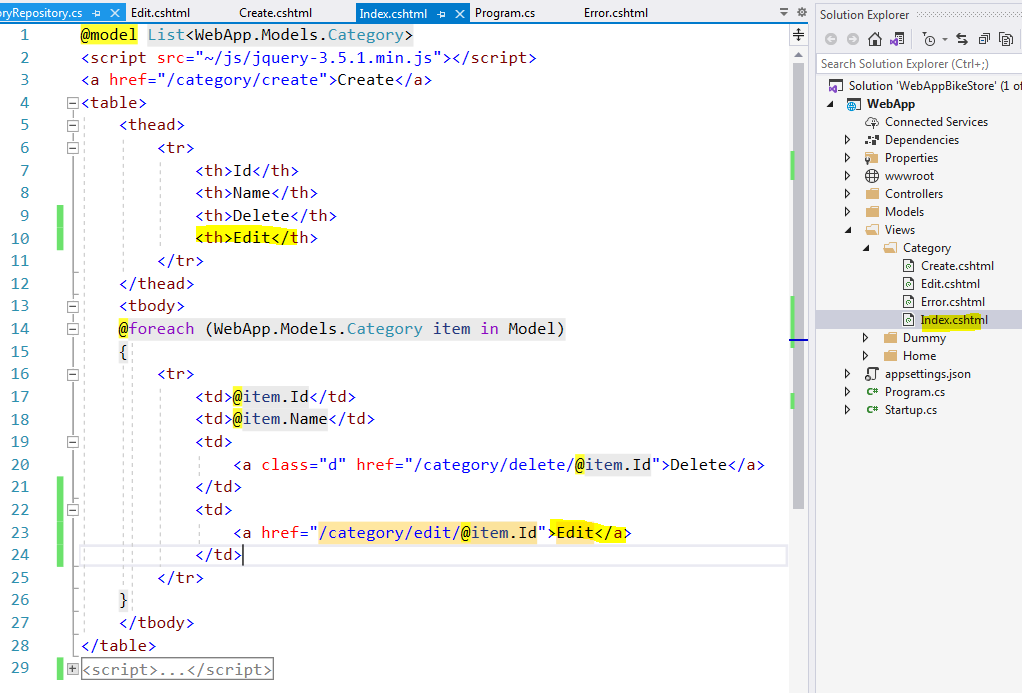 oryRepository.cs
Edit.cshtml
Create.cshtml
Index.cshtml
Program.cs
Error.cshtml
1 @model List<WebApp.Models.Category>
2 <script src="~/js/jquery-3.5.1.min.js"></script>
3 <a href="/category/create">Create</a>
4 <table>
5 <thead>
6 <tr>
7 <th>Id</th>
8 <th>Name</th>
9 <th>Delete</th>
10 <th>Edit</th>
11 </tr>
12 </thead>
13 <tbody>
14 @foreach (WebApp.Models.Category item in Model)
15 {
16 <tr>
17 <td>@item.Id</td>
18 <td>@item.Name</td>
19 <td>
20 <a class="d" href="/category/delete/@item.Id">Delete</a>
21 </td>
22 <td>
23 <a href="/category/edit/@item.Id">Edit</a>
24 </td>
25 </tr>
26 }
27 </tbody>
28 </table>
29 <script>...</script>
Solution Explorer
Search Solution Explorer (Ctrl+;)
Solution 'WebAppBikeStore' (1 of
WebApp
Connected Services
Dependencies
Properties
wwwroot
Controllers
Models
Views
Category
Create.cshtml
Edit.cshtml
Error.cshtml
Index.cshtml
Dummy
Home
appsettings.json
C# Program.cs
C# Startup.cs